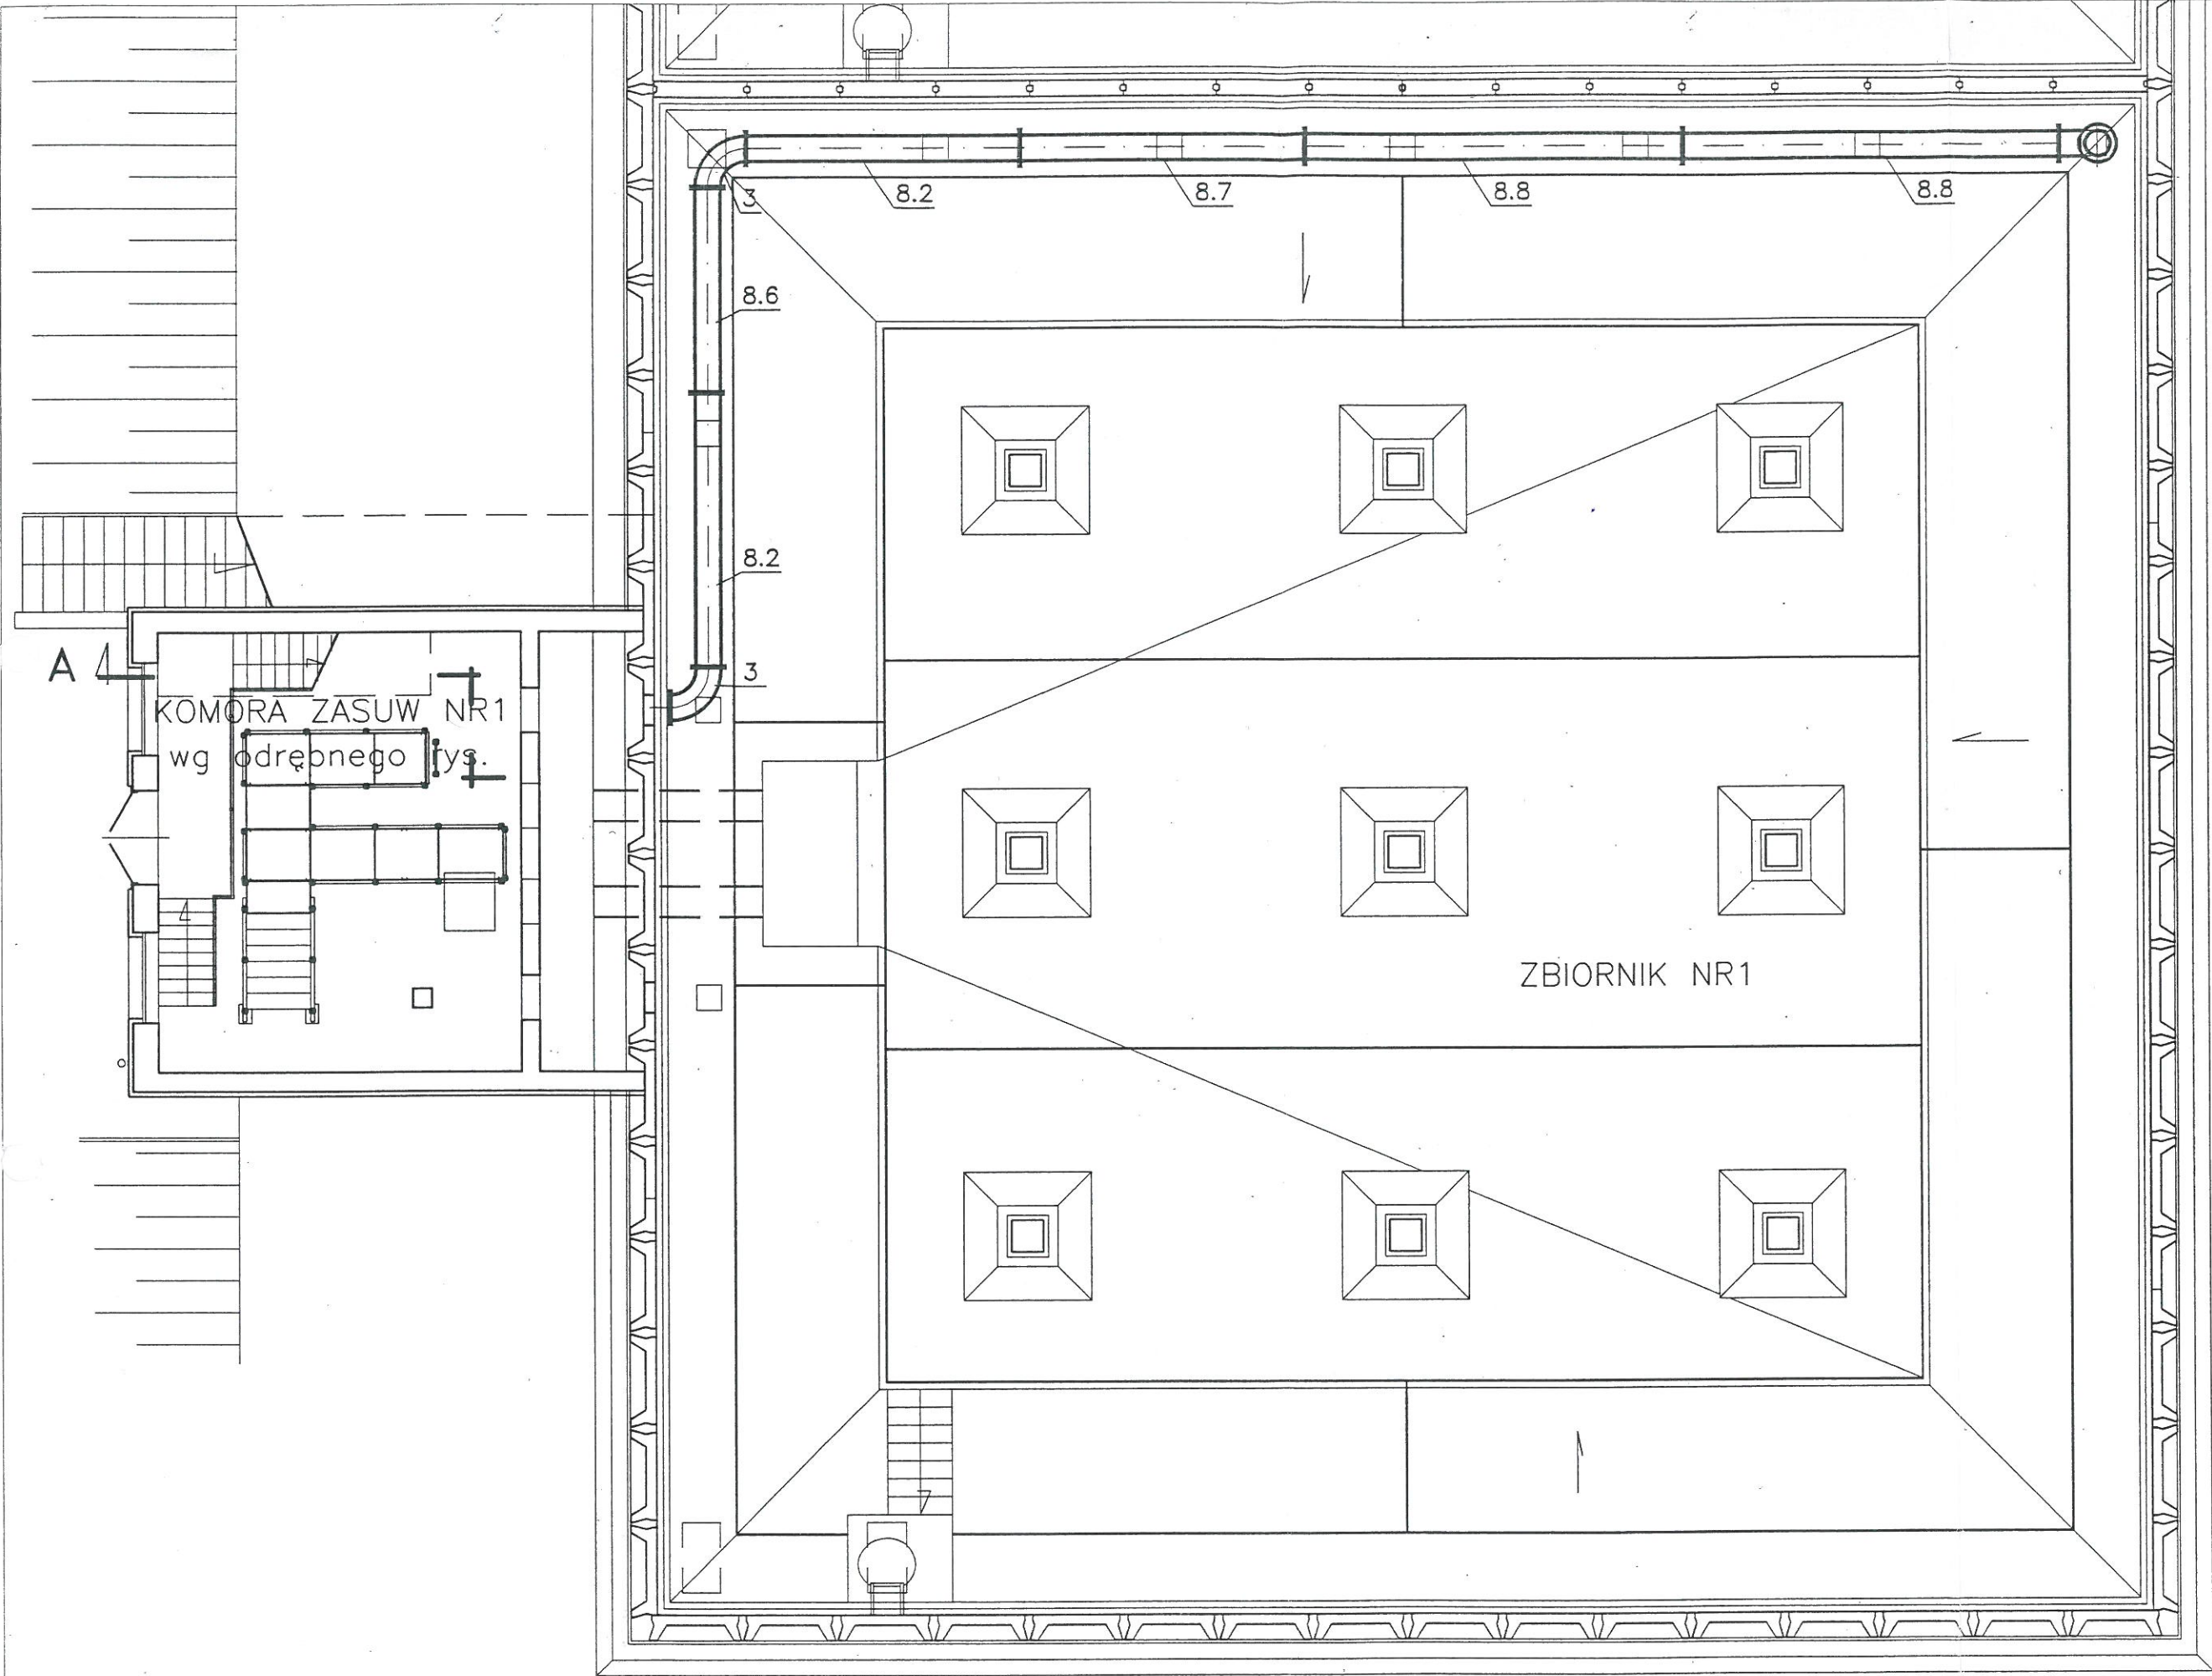 3
8.2
8.7
8.8
8.8
8.6
8.2
3
A
KOMORA ZASUW NR1
wg odrębnego rys.
ZBIORNIK NR1